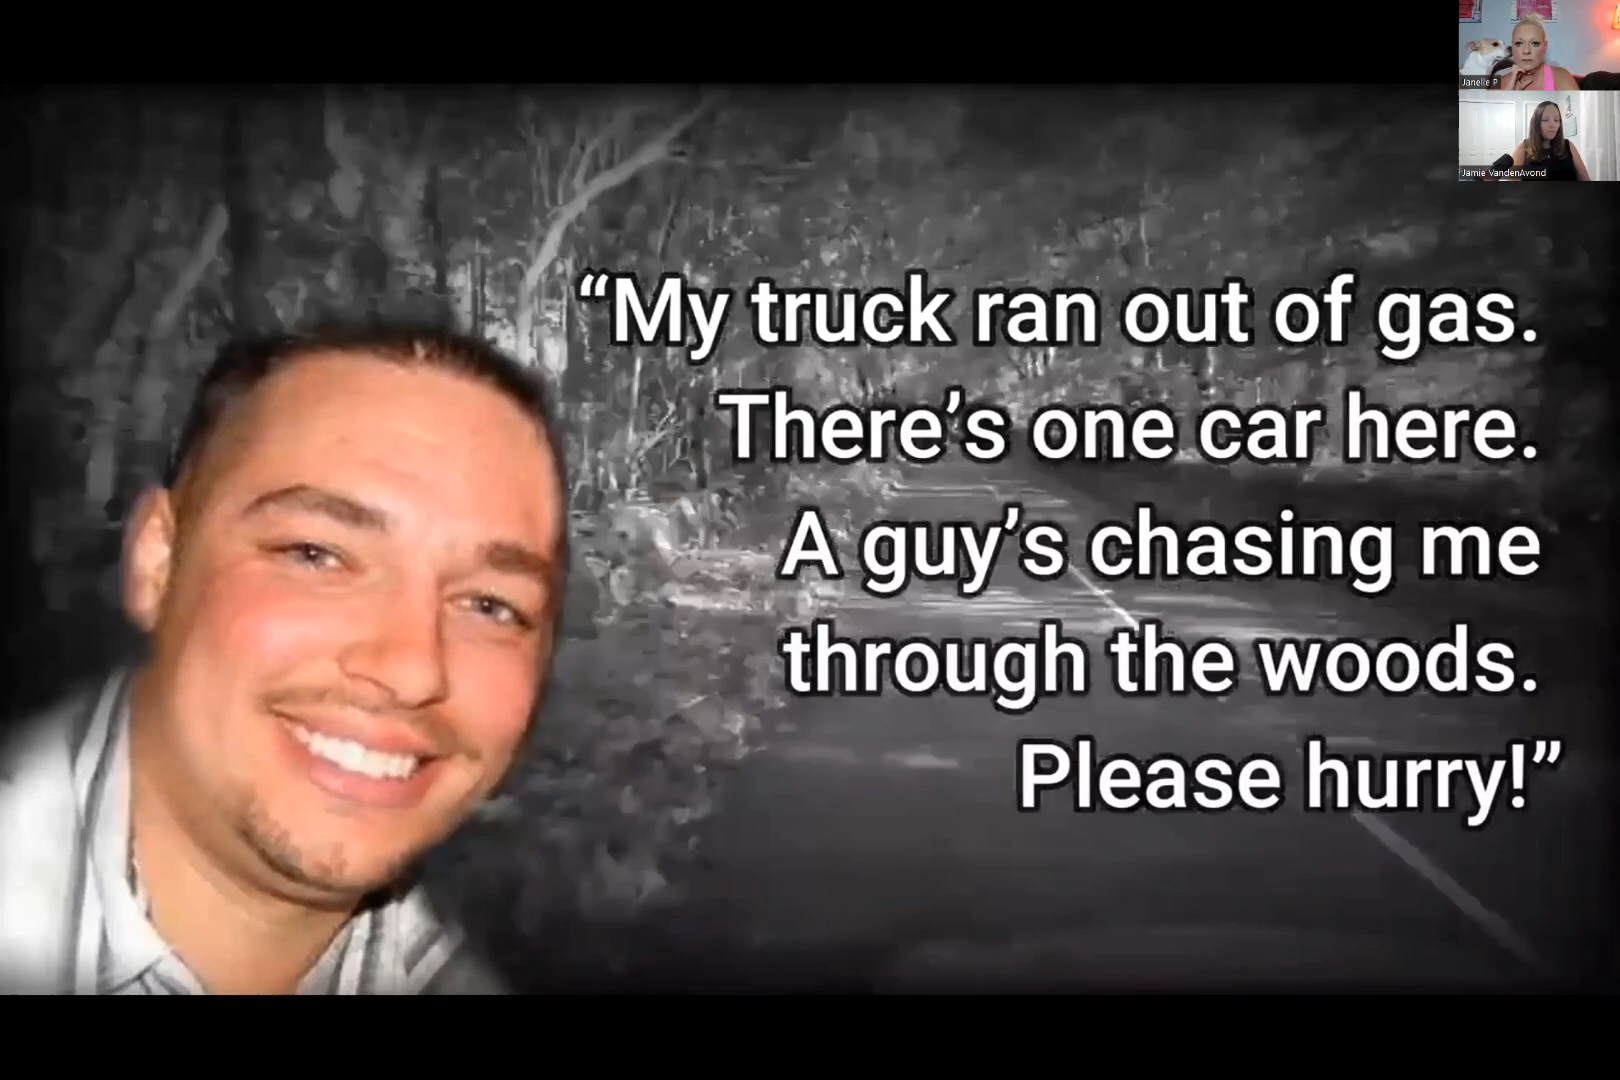 Janelle P
Jamie VandenAvond
“My truck ran out of gas.
There’s one car here.
A guy’s chasing me
through the woods.
Please hurry!”